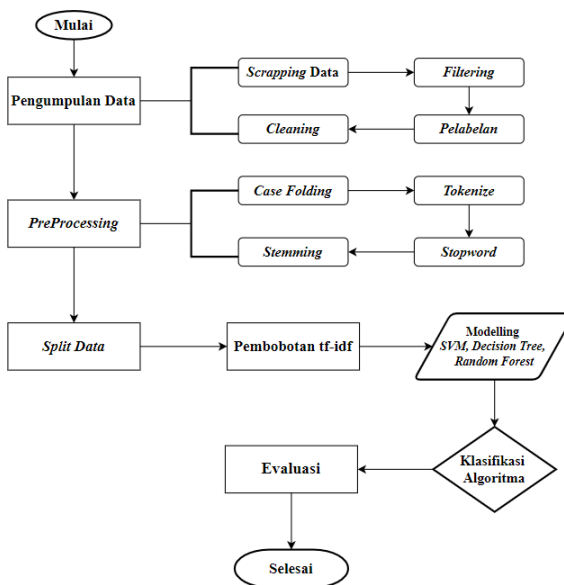 Mulai
Pengumpulan Data
Scrapping Data
Filtering
Cleaning
Pelabelan
PreProcessing
Case Folding
Tokenize
Stemming
Stopword
Split Data
Pembobotan tf-idf
Modelling
SVM, Decision Tree,
Random Forest
Klasifikasi
Algoritma
Evaluasi
Selesai